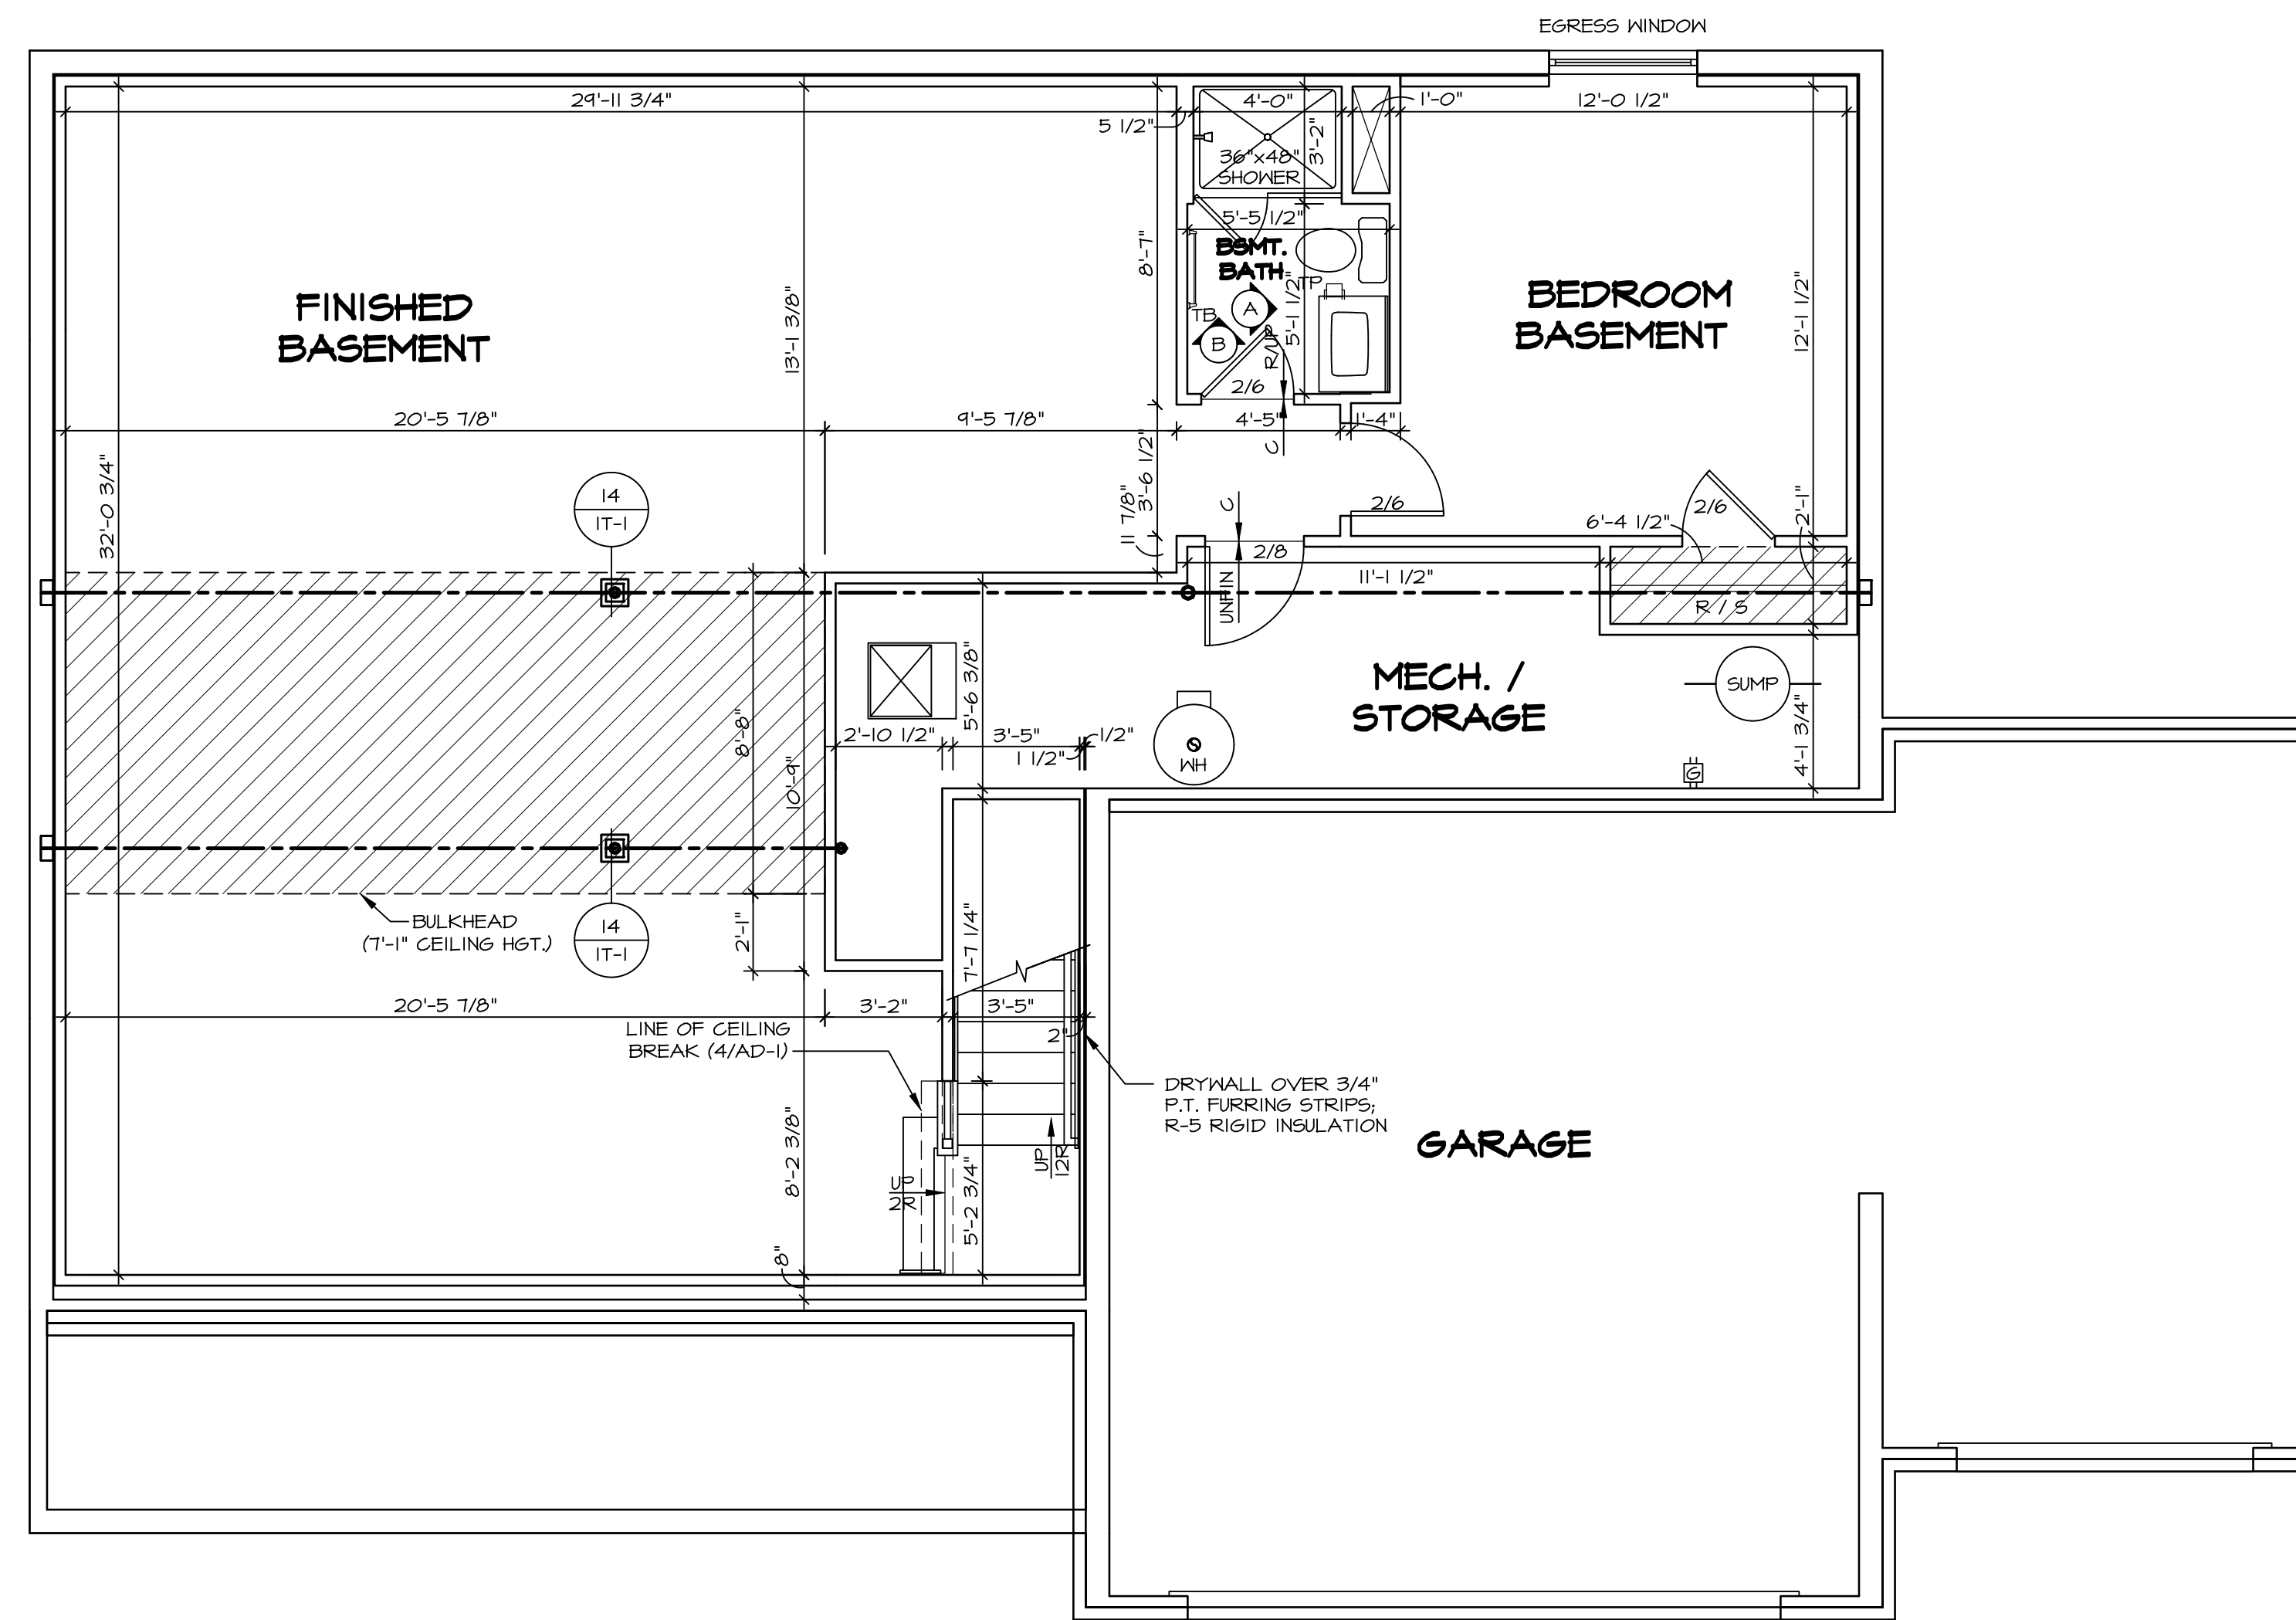 EGRESS WINDOW
29'-11 3/4"
5 1/2"
4'-0"
1'-0"
12'-0 1/2"
3'-2"
36"x48"
SHOWER
5'-5 1/2"
BSMT.
BATH
TP
TB
A
B
5'-1 1/2"
R/UP
2/6
8'-7"
13'-1 3/8"
FINISHED
BASEMENT
BEDROOM
BASEMENT
12'-1 1/2"
20'-5 7/8"
9'-5 7/8"
4'-5"
1'-4"
C
3'-6 1/2"
11 7/8"
32'-0 3/4"
14
1T-1
C
2/6
2/8
UNFIN
11'-1 1/2"
6'-4 1/2"
2/6
2'-1"
R / S
MECH. /
STORAGE
SUMP
4'-1 3/4"
G
WH
5'-6 3/8"
2'-10 1/2"
3'-5"
1 1/2"
1/2"
8'-8"
10'-9"
BULKHEAD
(7'-1" CEILING HGT.)
14
1T-1
2'-1"
7'-7 1/4"
20'-5 7/8"
3'-2"
3'-5"
2"
LINE OF CEILING
BREAK (4/AD-1)
DRYWALL OVER 3/4"
P.T. FURRING STRIPS;
R-5 RIGID INSULATION
GARAGE
8'-2 3/8"
UP
2R
UP
12R
5'-2 3/4"
8"